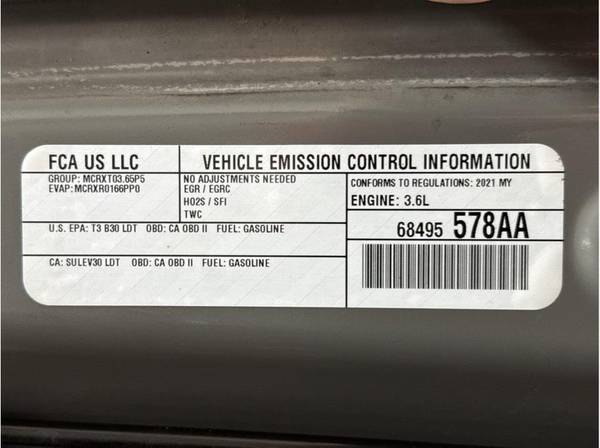 FCA US LLC
VEHICLE EMISSION CONTROL INFORMATION
GROUP: MCRXT03.65P5
EVAP: MCRXR0166PP0
NO ADJUSTMENTS NEEDED
EGR / EGRC
HO2S / SFI
TWC
CONFORMS TO REGULATIONS: 2021 MY
ENGINE: 3.6L
U.S. EPA: T3 B30 LDT OBD: CA OBD II FUEL: GASOLINE
68495 578AA
CA: SULEV30 LDT OBD: CA OBD II FUEL: GASOLINE